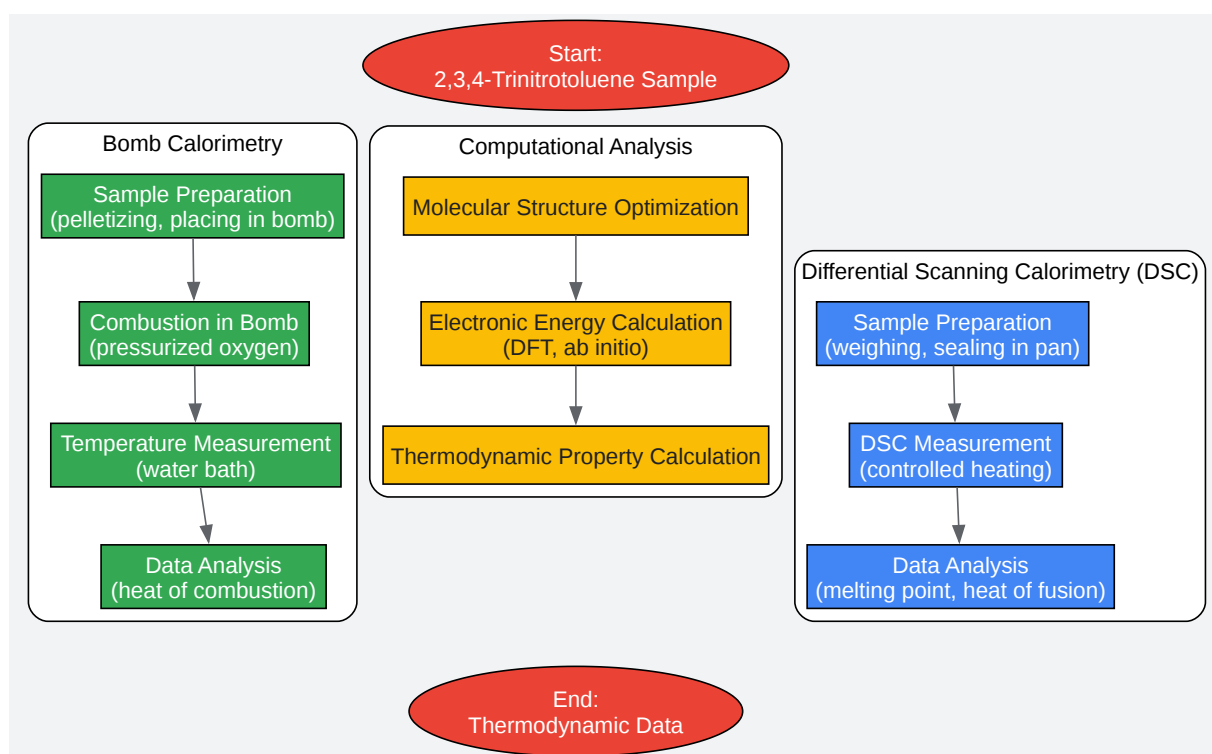 Start:
2,3,4-Trinitrotoluene Sample
Bomb Calorimetry
Sample Preparation
(pelletizing, placing in bomb)
Combustion in Bomb
(pressurized oxygen)
Temperature Measurement
(water bath)
Data Analysis
(heat of combustion)
Computational Analysis
Molecular Structure Optimization
Electronic Energy Calculation
(DFT, ab initio)
Thermodynamic Property Calculation
Differential Scanning Calorimetry (DSC)
Sample Preparation
(weighing, sealing in pan)
DSC Measurement
(controlled heating)
Data Analysis
(melting point, heat of fusion)
End:
Thermodynamic Data